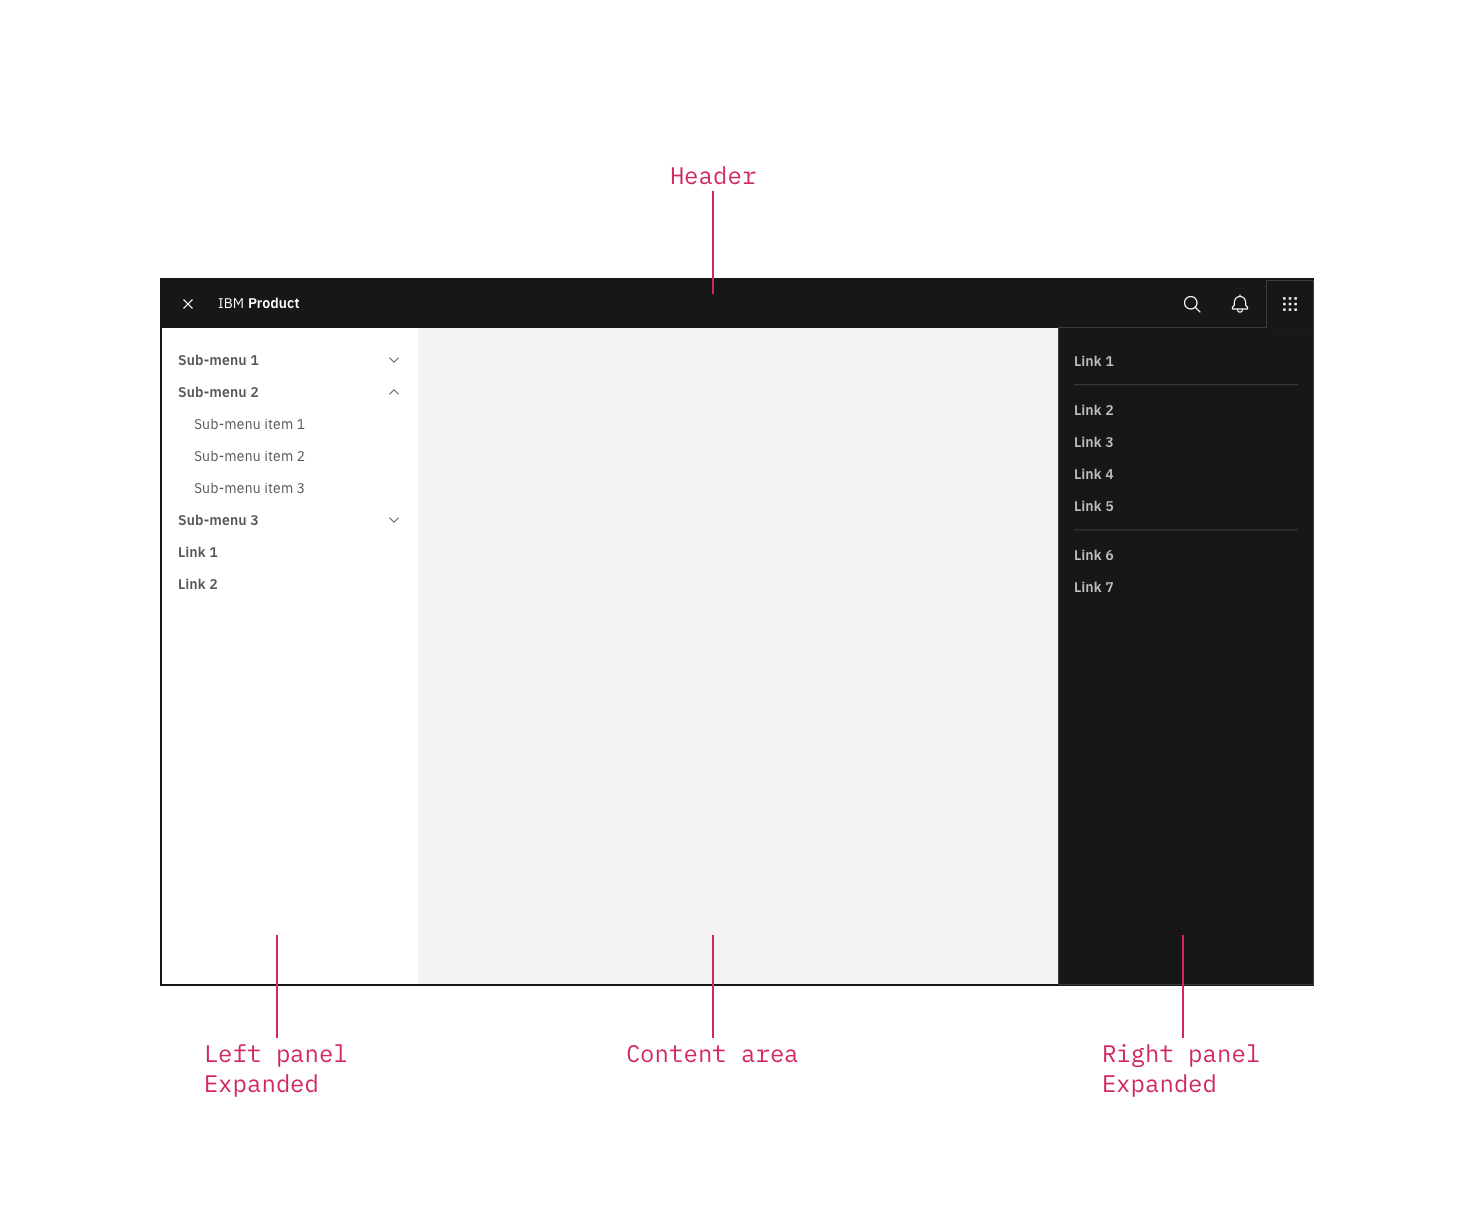 Header
IBM Product
Sub-menu 1
Sub-menu 2
Sub-menu item 1
Sub-menu item 2
Sub-menu item 3
Sub-menu 3
Link 1
Link 2
Link 1
Link 2
Link 3
Link 4
Link 5
Link 6
Link 7
Left panel
Expanded
Content area
Right panel
Expanded